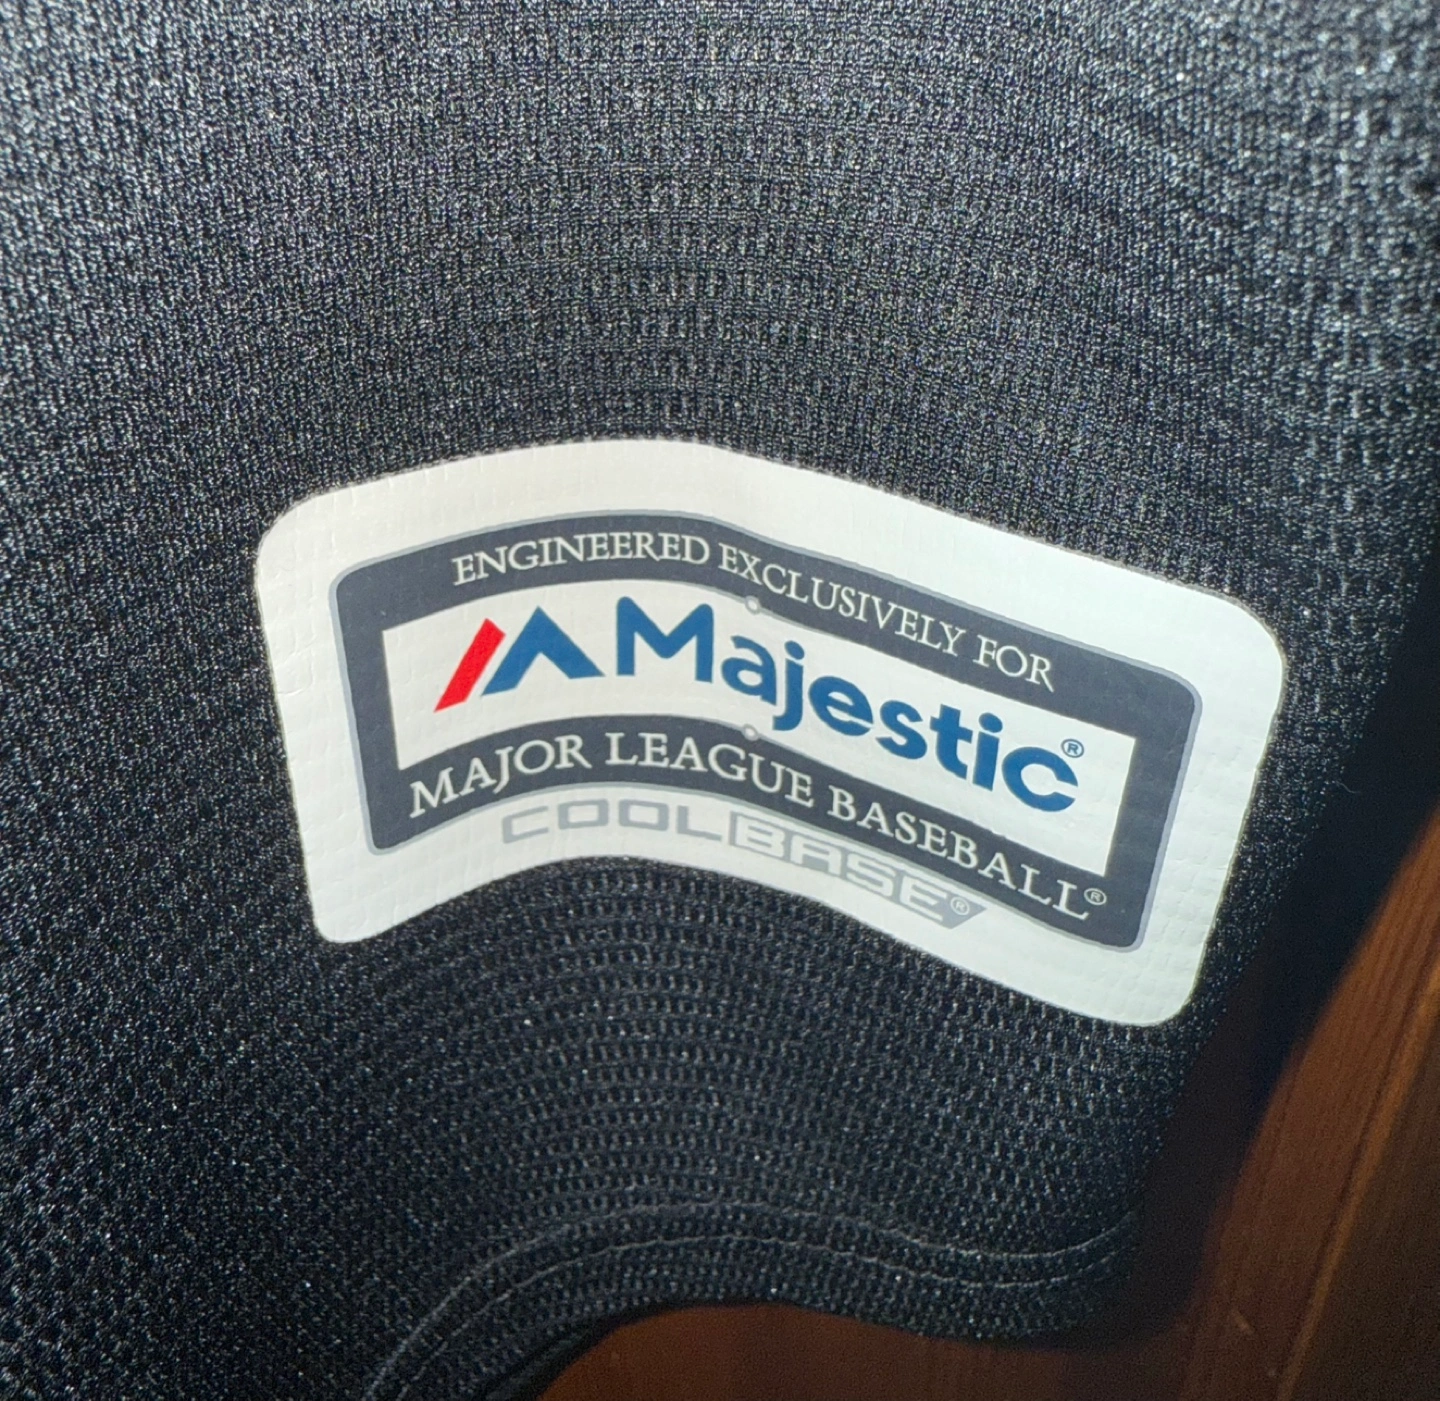 ENGINEERED EXCLUSIVELY FOR
Majestic®
MAJOR LEAGUE BASEBALL®
COOLBASE®